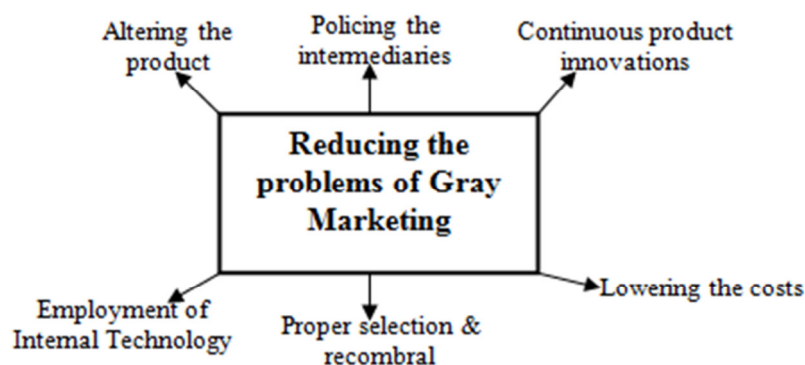 Altering the
product
Policing the
intermediaries
Continuous product
innovations
Reducing the
problems of Gray
Marketing
Employment of
Internal Technology
Proper selection &
recombral
Lowering the costs